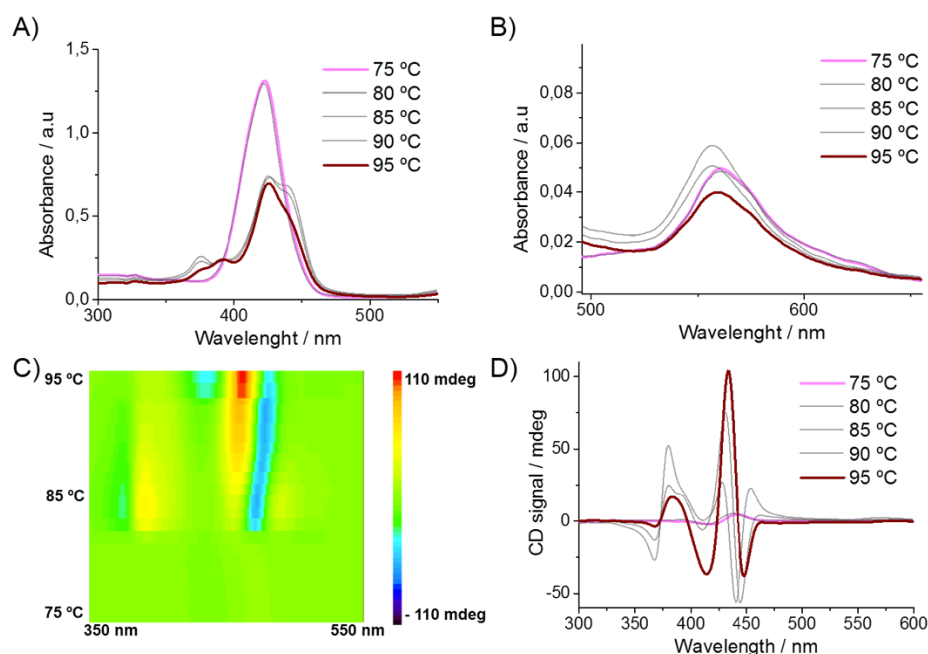 A)
Absorbance / a.u
1,5
1,0
0,5
0,0
300
400
500
Wavelenght / nm
75 ºC
80 ºC
85 ºC
90 ºC
95 ºC
B)
Absorbance / a.u
0,08
0,06
0,04
0,02
0,00
500
600
Wavelenght / nm
75 ºC
80 ºC
85 ºC
90 ºC
95 ºC
C)
95 ºC
85 ºC
75 ºC
350 nm
550 nm
110 mdeg
- 110 mdeg
D)
CD signal / mdeg
100
50
0
-50
300
350
400
450
500
550
600
Wavelength / nm
75 ºC
80 ºC
85 ºC
90 ºC
95 ºC